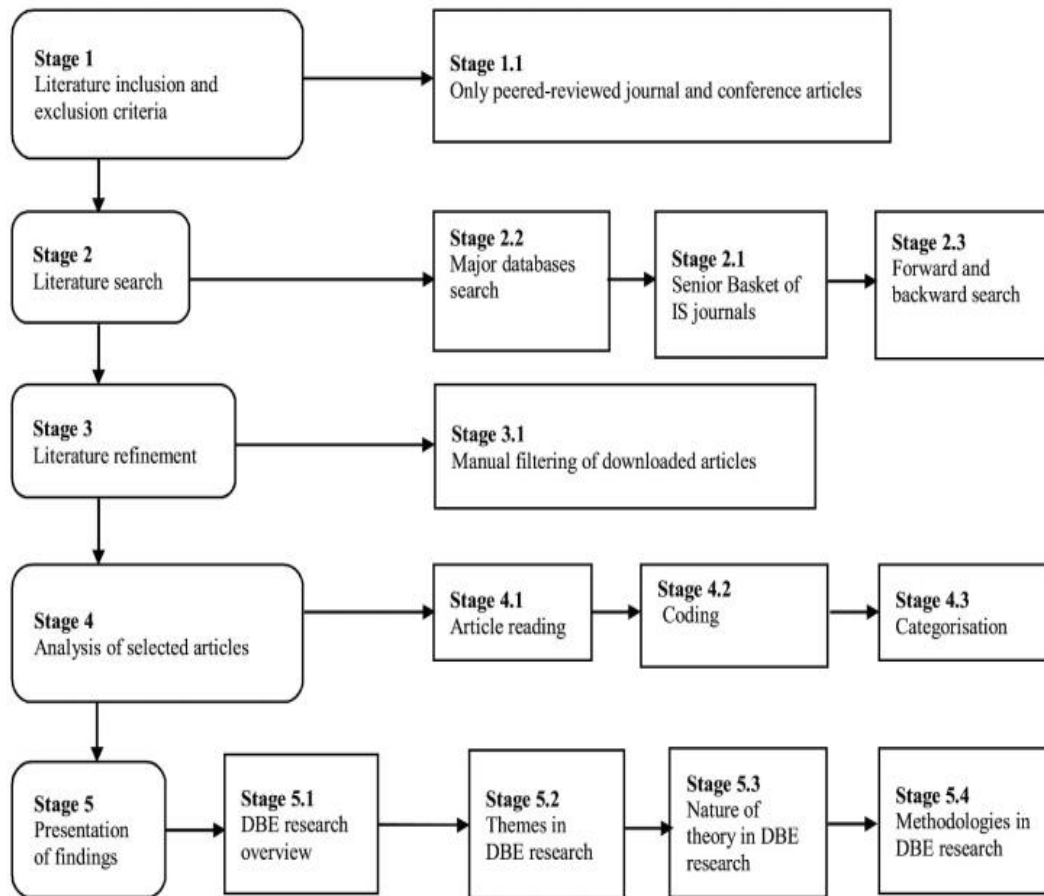 Stage 1
Literature inclusion and
exclusion criteria
Stage 1.1
Only peered-reviewed journal and conference articles
Stage 2
Literature search
Stage 2.2
Major databases
search
Stage 2.1
Senior Basket of
IS journals
Stage 2.3
Forward and
backward search
Stage 3
Literature refinement
Stage 3.1
Manual filtering of downloaded articles
Stage 4
Analysis of selected articles
Stage 4.1
Article reading
Stage 4.2
Coding
Stage 4.3
Categorisation
Stage 5
Presentation
of findings
Stage 5.1
DBE research
overview
Stage 5.2
Themes in
DBE research
Stage 5.3
Nature of
theory in DBE
research
Stage 5.4
Methodologies in
DBE research